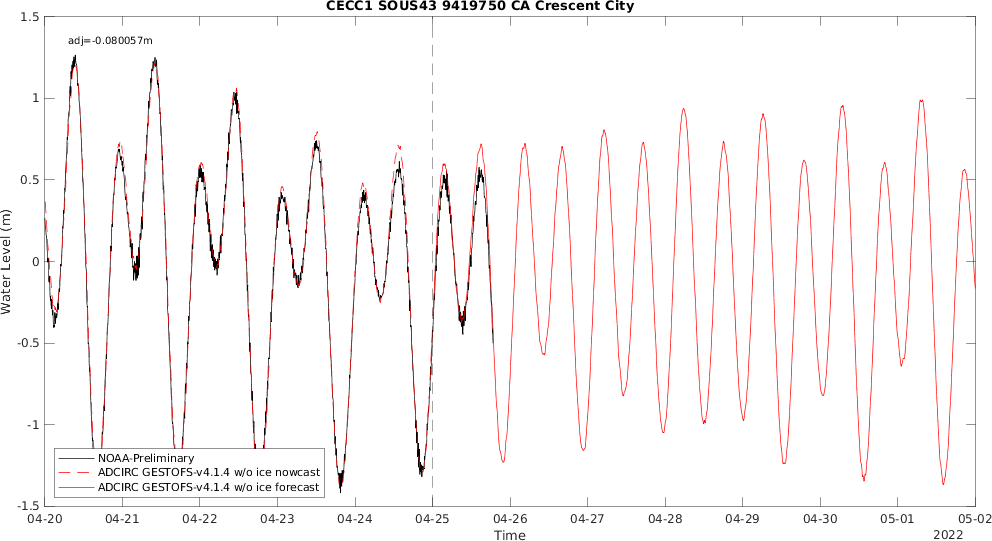 CECC1 SOUS43 9419750 CA Crescent City
adj=-0.080057m
1.5
1
0.5
0
-0.5
-1
-1.5
Water Level (m)
NOAA-Preliminary
ADCIRC GESTOFS-v4.1.4 w/o ice nowcast
ADCIRC GESTOFS-v4.1.4 w/o ice forecast
04-20 04-21 04-22 04-23 04-24 04-25 04-26 04-27 04-28 04-29 04-30 05-01 05-02
Time
2022